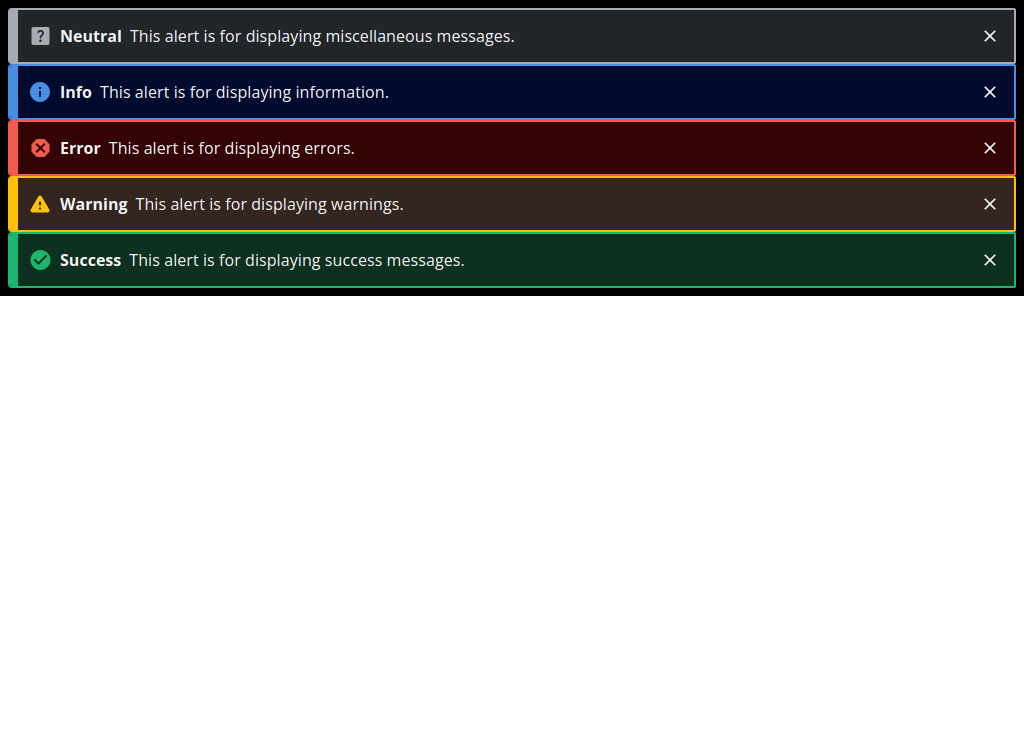 Neutral This alert is for displaying miscellaneous messages.
Info This alert is for displaying information.
Error This alert is for displaying errors.
Warning This alert is for displaying warnings.
Success This alert is for displaying success messages.